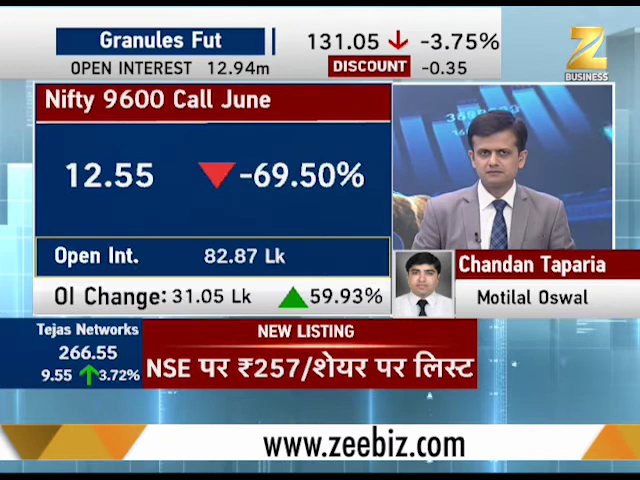 Granules Fut 131.05 -3.75%
OPEN INTEREST 12.94m DISCOUNT -0.35
Z
BUSINESS
Nifty 9600 Call June
12.55 -69.50%
Open Int. 82.87 Lk
OI Change: 31.05 Lk 59.93%
Chandan Taparia
Motilal Oswal
Tejas Networks
266.55
9.55 3.72%
NEW LISTING
NSE पर ₹257/शेयर पर लिस्ट
www.zeebiz.com